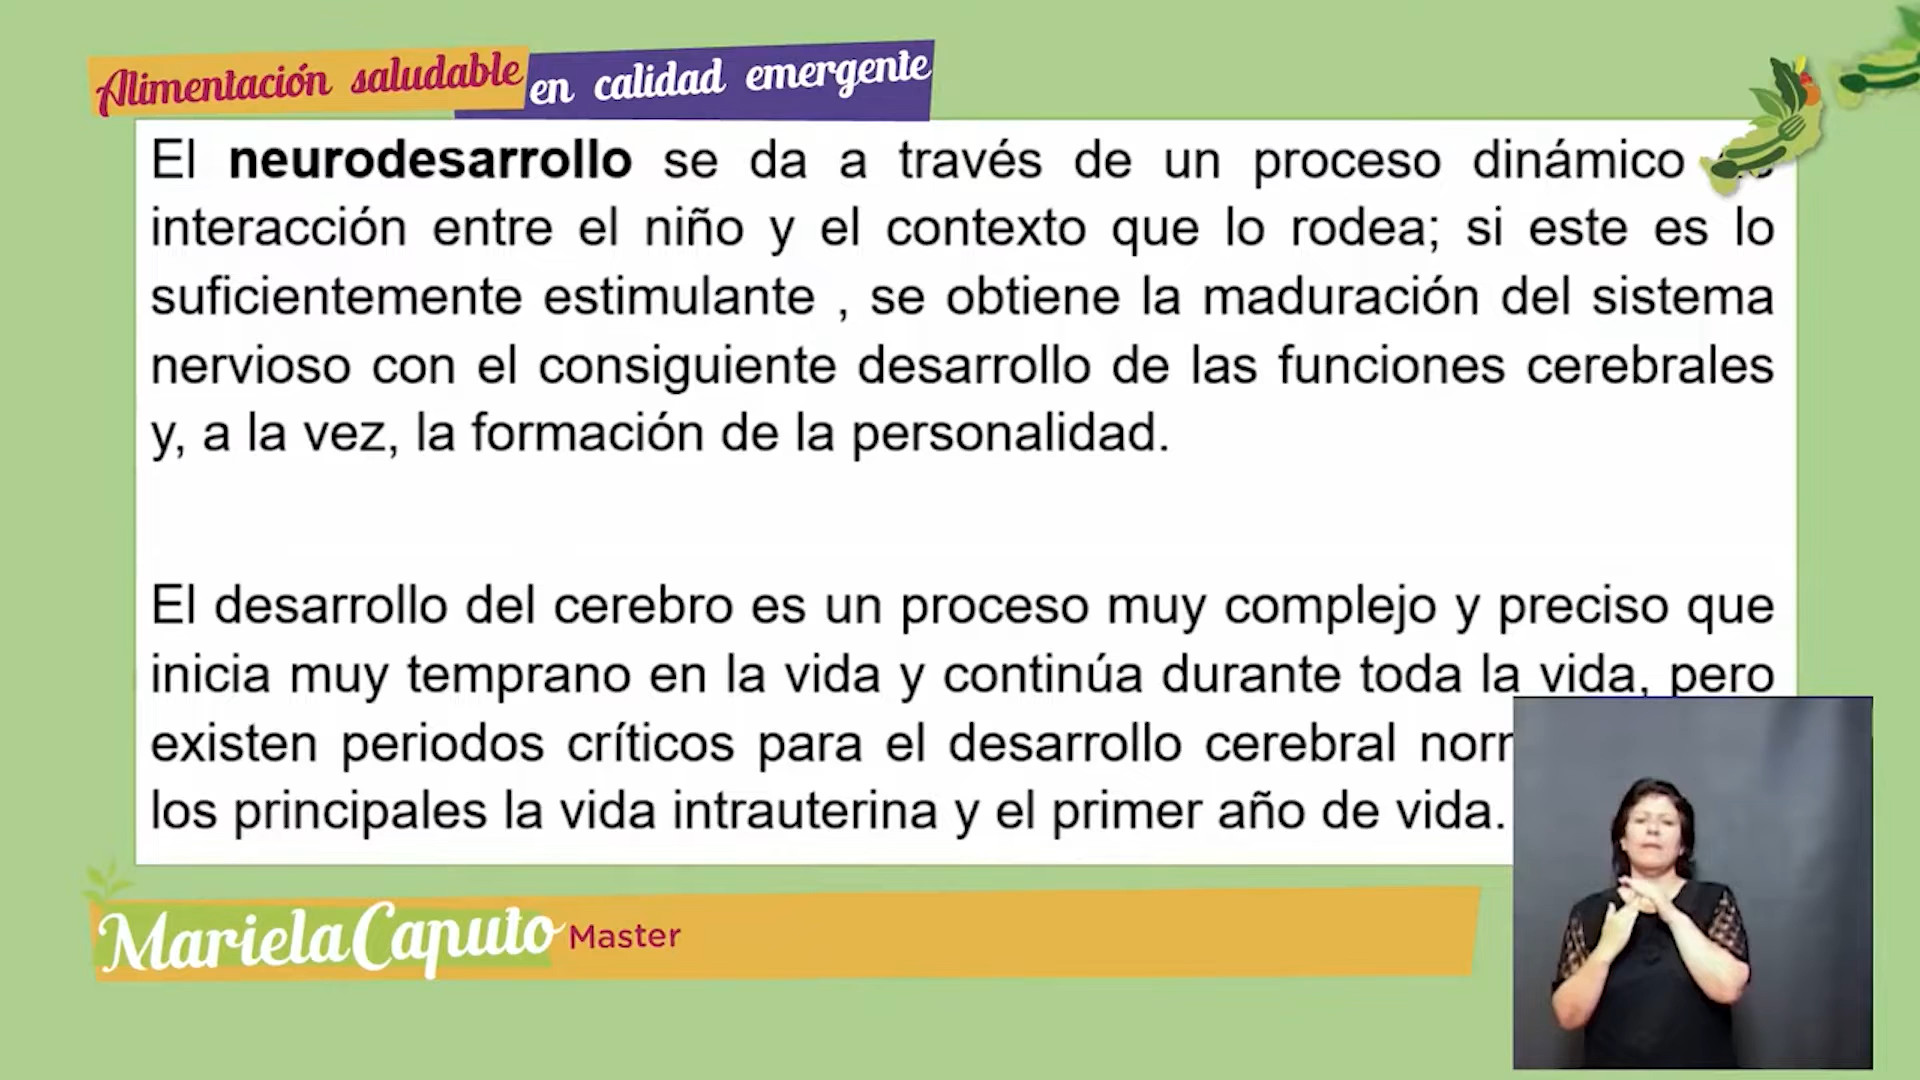 Alimentación saludable en calidad emergente
El neurodesarrollo se da a través de un proceso dinámico
interacción entre el niño y el contexto que lo rodea; si este es lo
suficientemente estimulante , se obtiene la maduración del sistema
nervioso con el consiguiente desarrollo de las funciones cerebrales
y, a la vez, la formación de la personalidad.
El desarrollo del cerebro es un proceso muy complejo y preciso que
inicia muy temprano en la vida y continúa durante toda la vida, pero
existen periodos críticos para el desarrollo cerebral
los principales la vida intrauterina y el primer año de vida.
Mariela Caputo Master